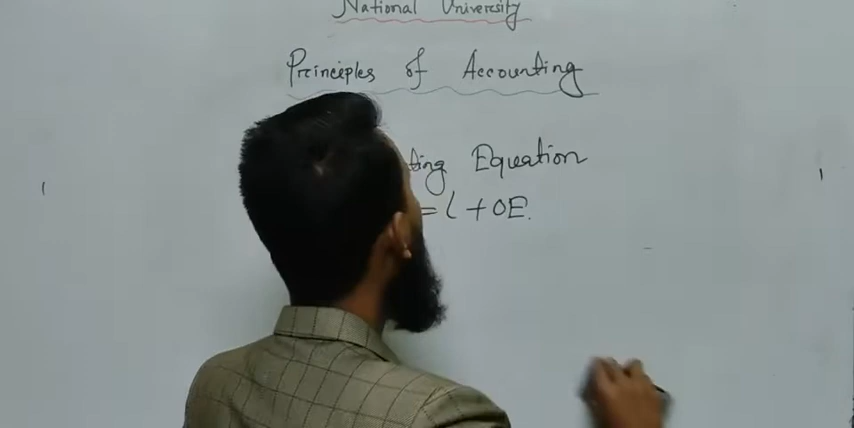 National University
Principles of Accounting
ting Equation
= L + OE.